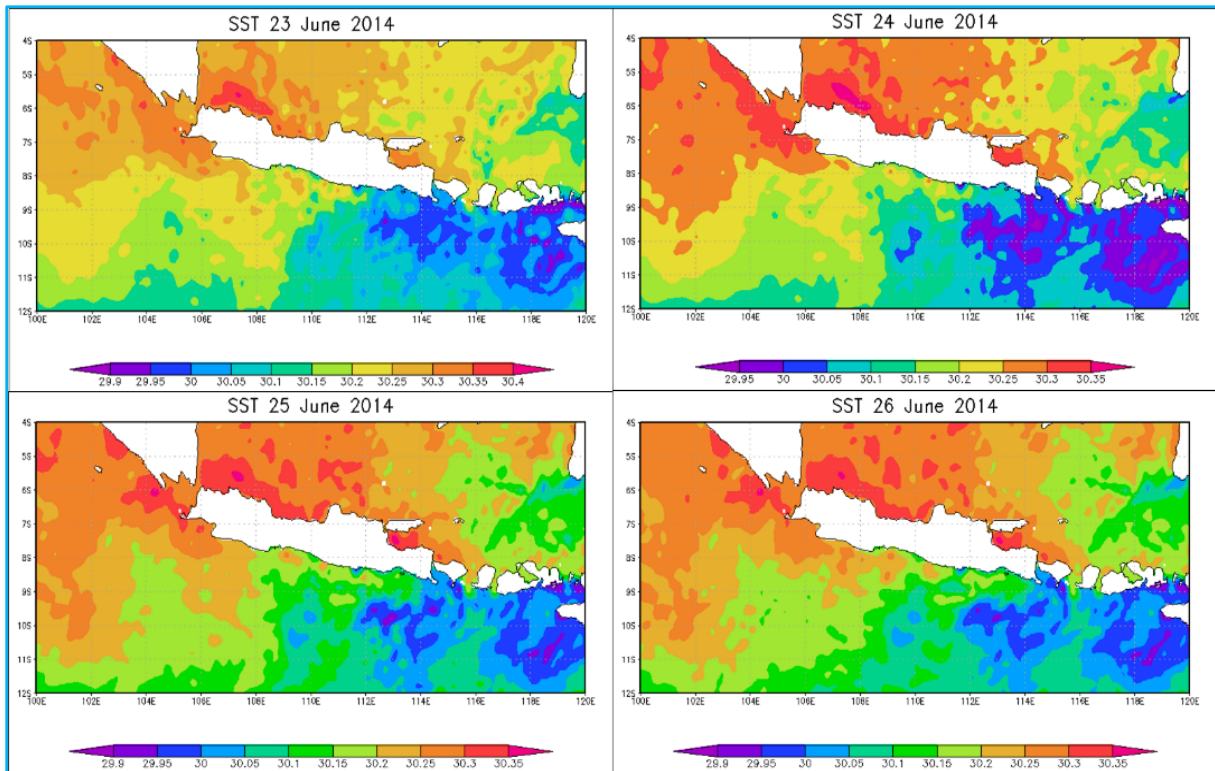 SST 23 June 2014
4S
5S
6S
7S
8S
9S
10S
11S
12S
100E 102E 104E 106E 108E 110E 112E 114E 116E 118E 120E
29.9 29.95 30 30.05 30.1 30.15 30.2 30.25 30.3 30.35 30.4
SST 24 June 2014
4S
5S
6S
7S
8S
9S
10S
11S
12S
100E 102E 104E 106E 108E 110E 112E 114E 116E 118E 120E
29.95 30 30.05 30.1 30.15 30.2 30.25 30.3 30.35
SST 25 June 2014
4S
5S
6S
7S
8S
9S
10S
11S
12S
100E 102E 104E 106E 108E 110E 112E 114E 116E 118E 120E
29.9 29.95 30 30.05 30.1 30.15 30.2 30.25 30.3 30.35
SST 26 June 2014
4S
5S
6S
7S
8S
9S
10S
11S
12S
100E 102E 104E 106E 108E 110E 112E 114E 116E 118E 120E
29.9 29.95 30 30.05 30.1 30.15 30.2 30.25 30.3 30.35